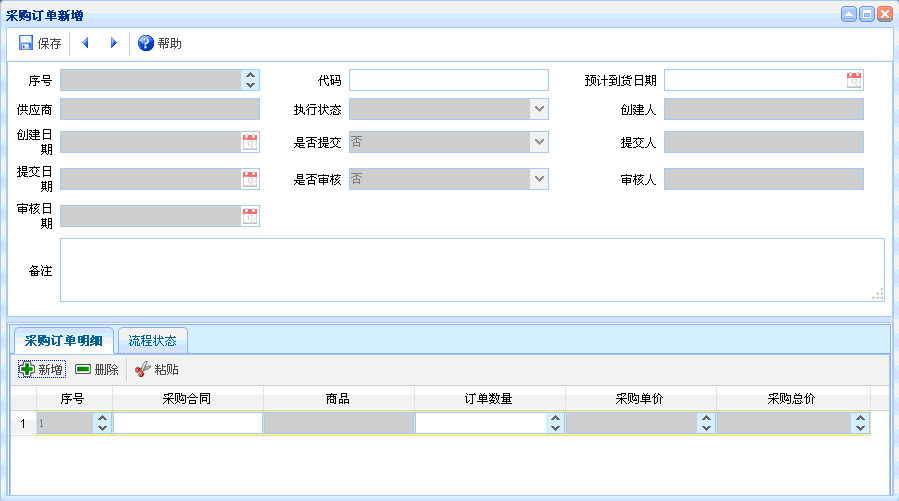 采购订单新增
保存 帮助
序号 代码 预计到货日期
供应商 执行状态 创建人
创建日期 是否提交 否 提交人
提交日期 是否审核 否 审核人
审核日期
备注
采购订单明细 流程状态
新增 删除 粘贴
序号 采购合同 商品 订单数量 采购单价 采购总价
1 1